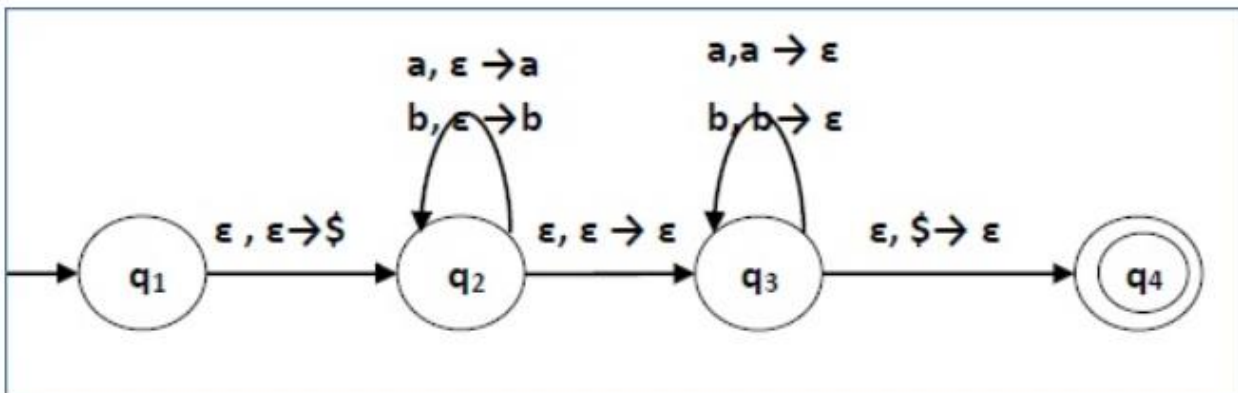 a, ε →a
b, ε →b
a,a → ε
b, b→ ε
ε , ε→$
ε, ε → ε
ε, $→ ε
q1
q2
q3
q4